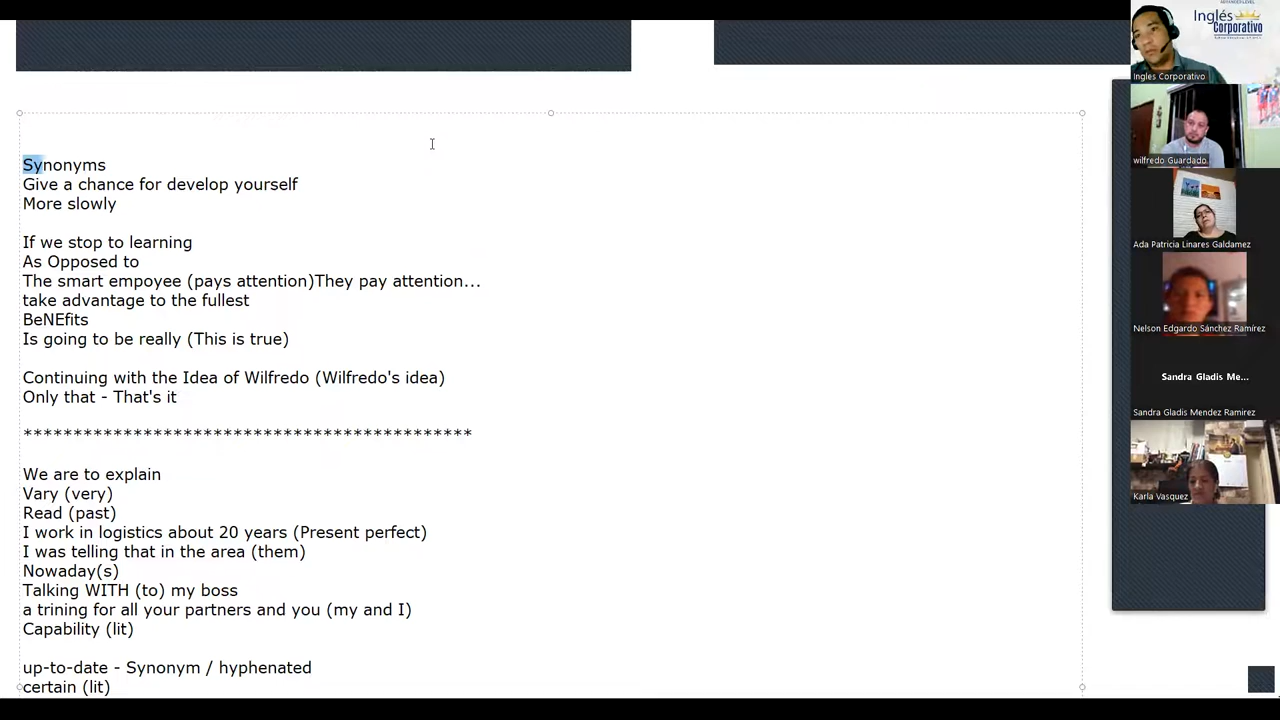 Synonyms
Give a chance for develop yourself
More slowly
If we stop to learning
As Opposed to
The smart empoyee (pays attention)They pay attention...
take advantage to the fullest
BeNEfits
Is going to be really (This is true)
Continuing with the Idea of Wilfredo (Wilfredo's idea)
Only that - That's it
*********************************************
We are to explain
Vary (very)
Read (past)
I work in logistics about 20 years (Present perfect)
I was telling that in the area (them)
Nowaday(s)
Talking WITH (to) my boss
a trining for all your partners and you (my and I)
Capability (lit)
up-to-date - Synonym / hyphenated
certain (lit)
Inglés
Corporativo
Ingles Corporativo
wilfredo Guardado
Ada Patricia Linares Galdamez
Nelson Edgardo Sánchez Ramírez
Sandra Gladis Me...
Sandra Gladis Mendez Ramirez
Karla Vasquez